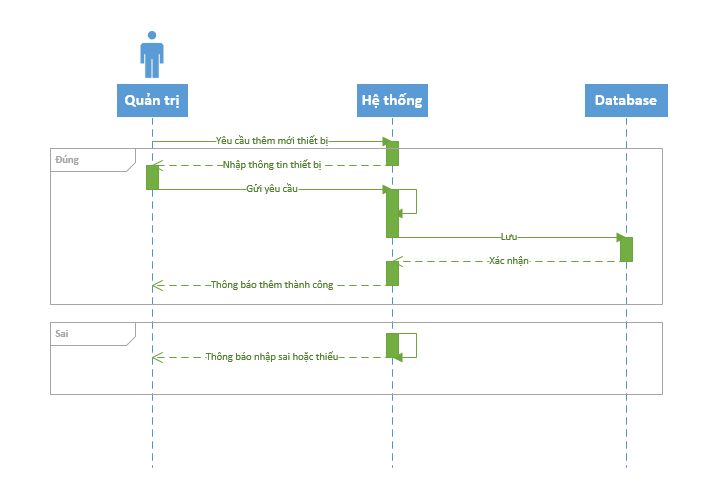 Quản trị
Hệ thống
Database
Yêu cầu thêm mới thiết bị
Đúng
Nhập thông tin thiết bị
Gửi yêu cầu
Lưu
Xác nhận
Thông báo thêm thành công
Sai
Thông báo nhập sai hoặc thiếu